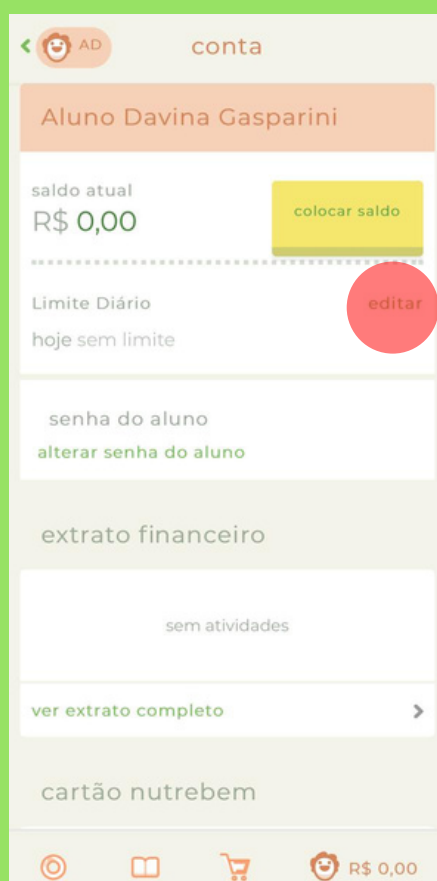 AD
conta
Aluno Davina Gasparini
saldo atual
R$ 0,00
colocar saldo
Limite Diário
editar
hoje sem limite
senha do aluno
alterar senha do aluno
extrato financeiro
sem atividades
ver extrato completo
cartão nutrebem
R$ 0,00